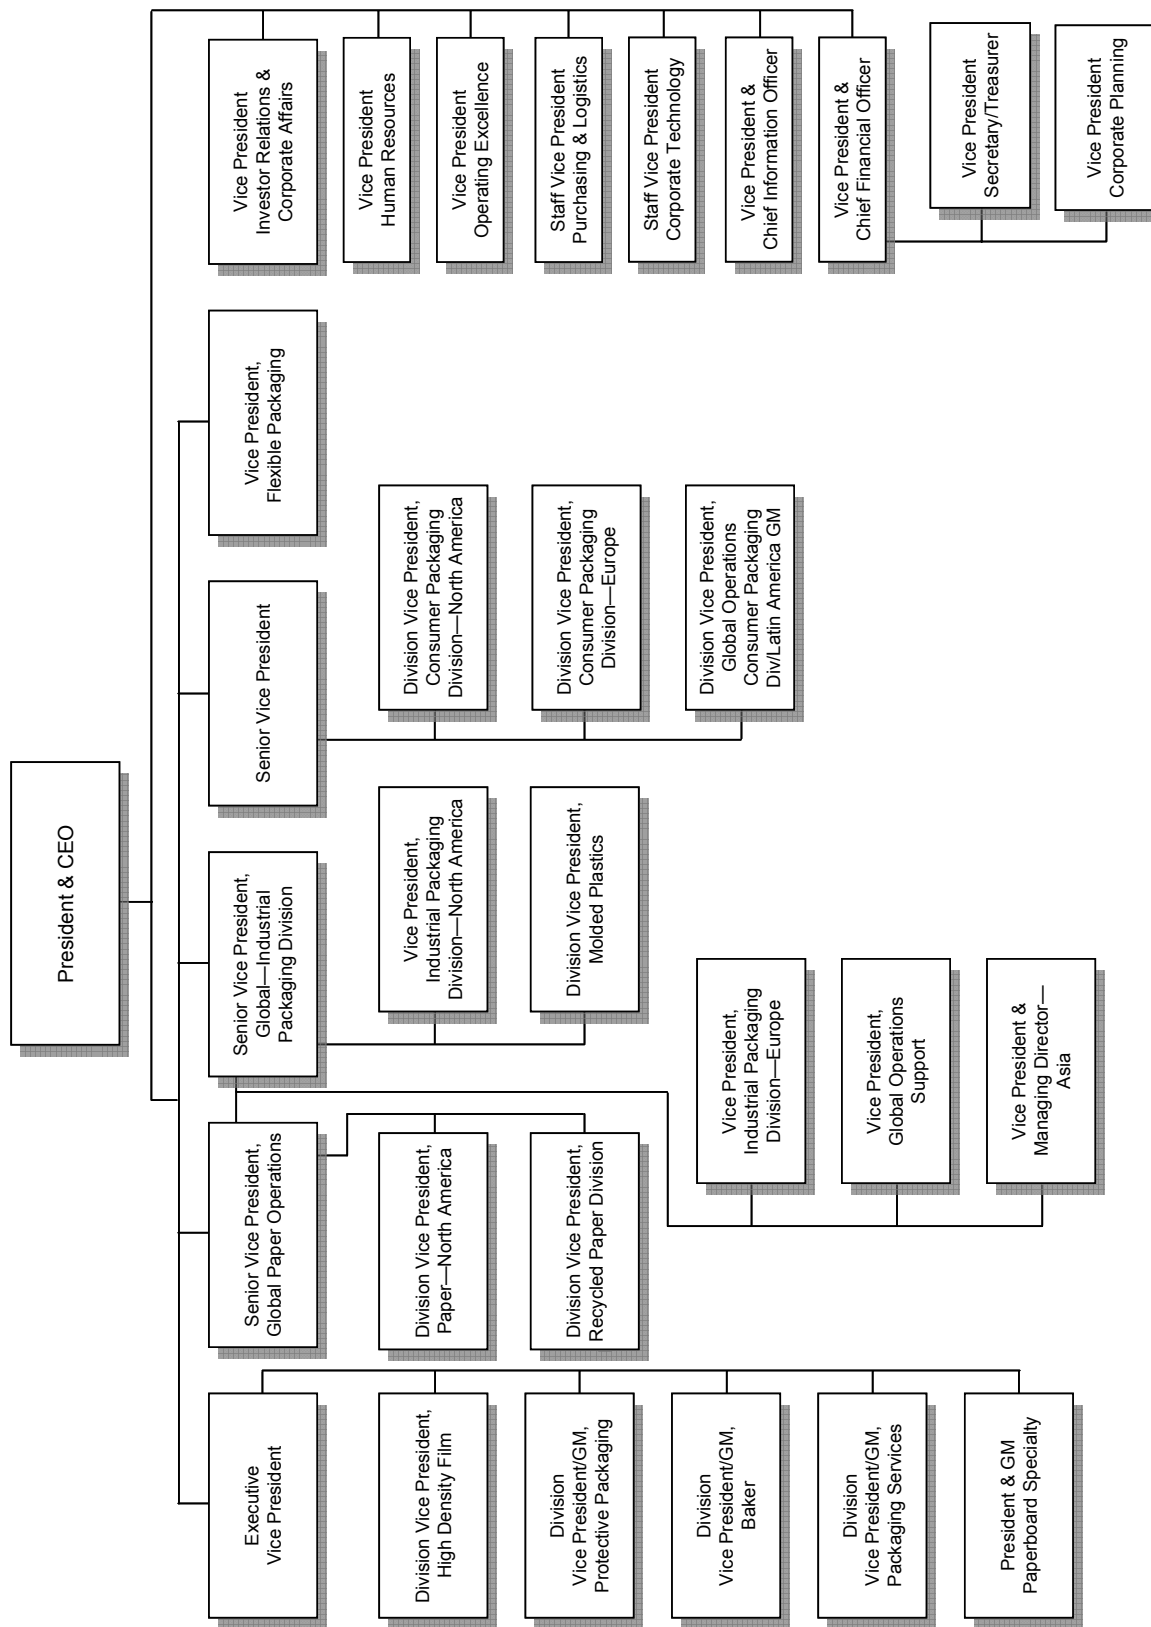 President & CEO
Executive
Vice President
Senior Vice President,
Global Paper Operations
Senior Vice President,
Global—Industrial
Packaging Division
Senior Vice President
Vice President,
Flexible Packaging
Vice President
Investor Relations &
Corporate Affairs
Division Vice President,
High Density Film
Division
Vice President/GM,
Protective Packaging
Division
Vice President/GM,
Baker
Division
Vice President/GM,
Packaging Services
President & GM
Paperboard Specialty
Division Vice President,
Paper—North America
Division Vice President,
Recycled Paper Division
Vice President,
Industrial Packaging
Division—North America
Division Vice President,
Molded Plastics
Vice President,
Industrial Packaging
Division—Europe
Vice President,
Global Operations
Support
Vice President &
Managing Director—
Asia
Division Vice President,
Consumer Packaging
Division—North America
Division Vice President,
Consumer Packaging
Division—Europe
Division Vice President,
Global Operations
Consumer Packaging
Div/Latin America GM
Vice President
Human Resources
Vice President
Operating Excellence
Staff Vice President
Purchasing & Logistics
Staff Vice President
Corporate Technology
Vice President &
Chief Information Officer
Vice President &
Chief Financial Officer
Vice President
Secretary/Treasurer
Vice President
Corporate Planning